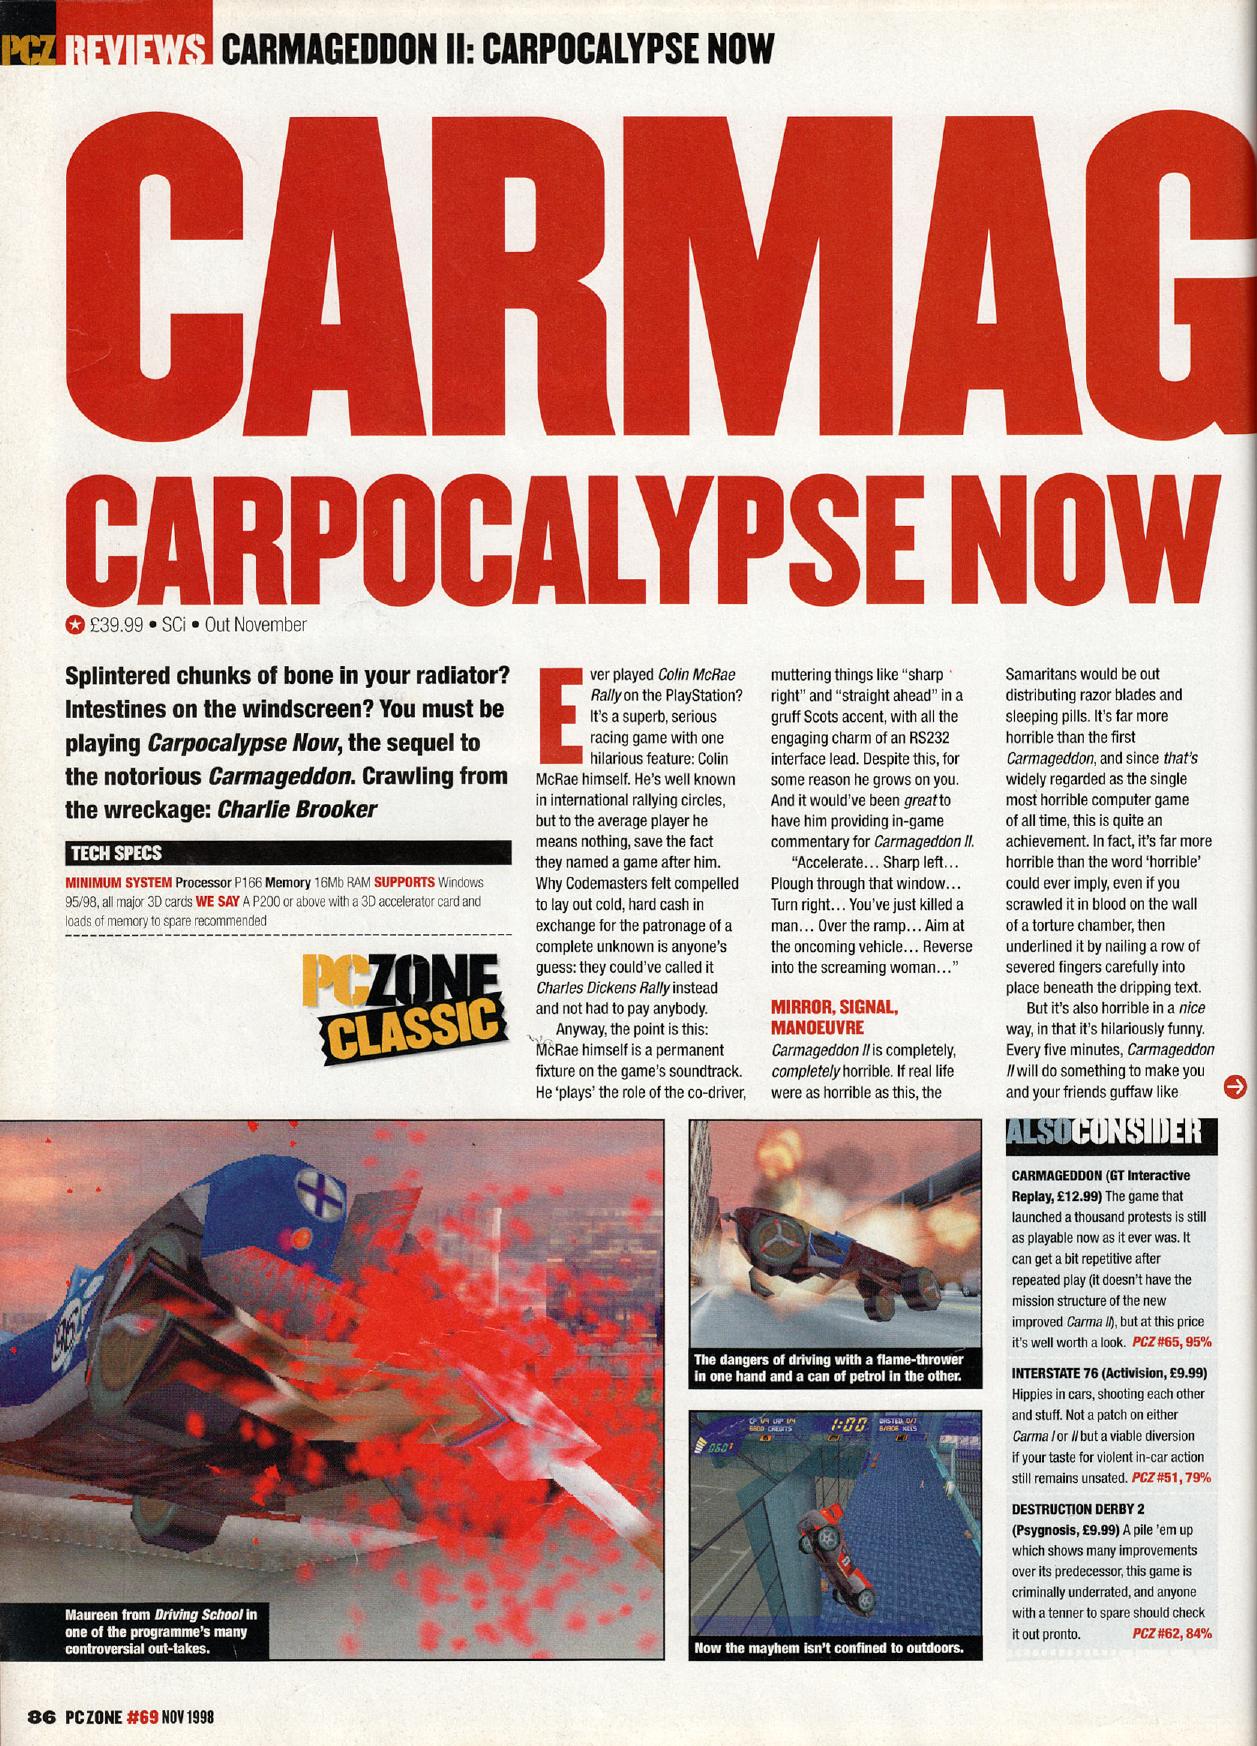 PCZ REVIEWS CARMAGEDDON II: CARPOCALYPSE NOW
CARMAG
CARPOCALYPSE NOW
£39.99 • SCi • Out November
Splintered chunks of bone in your radiator?
Intestines on the windscreen? You must be
playing Carpocalypse Now, the sequel to
the notorious Carmageddon. Crawling from
the wreckage: Charlie Brooker
TECH SPECS
MINIMUM SYSTEM Processor P166 Memory 16Mb RAM SUPPORTS Windows
95/98, all major 3D cards WE SAY A P200 or above with a 3D accelerator card and
loads of memory to spare recommended
PCZONE
CLASSIC
Ever played Colin McRae
Rally on the PlayStation?
It's a superb, serious
racing game with one
hilarious feature: Colin
McRae himself. He's well known
in international rallying circles,
but to the average player he
means nothing, save the fact
they named a game after him.
Why Codemasters felt compelled
to lay out cold, hard cash in
exchange for the patronage of a
complete unknown is anyone's
guess: they could've called it
Charles Dickens Rally instead
and not had to pay anybody.
Anyway, the point is this:
McRae himself is a permanent
fixture on the game's soundtrack.
He 'plays' the role of the co-driver,
muttering things like "sharp
right" and "straight ahead" in a
gruff Scots accent, with all the
engaging charm of an RS232
interface lead. Despite this, for
some reason he grows on you.
And it would've been great to
have him providing in-game
commentary for Carmageddon II.
"Accelerate... Sharp left...
Plough through that window...
Turn right... You've just killed a
man... Over the ramp... Aim at
the oncoming vehicle... Reverse
into the screaming woman..."
MIRROR, SIGNAL,
MANOEUVRE
Carmageddon II is completely,
completely horrible. If real life
were as horrible as this, the
Samaritans would be out
distributing razor blades and
sleeping pills. It's far more
horrible than the first
Carmageddon, and since that's
widely regarded as the single
most horrible computer game
of all time, this is quite an
achievement. In fact, it's far more
horrible than the word 'horrible'
could ever imply, even if you
scrawled it in blood on the wall
of a torture chamber, then
underlined it by nailing a row of
severed fingers carefully into
place beneath the dripping text.
But it's also horrible in a nice
way, in that it's hilariously funny.
Every five minutes, Carmageddon
II will do something to make you
and your friends guffaw like
Maureen from Driving School in
one of the programme's many
controversial out-takes.
The dangers of driving with a flame-thrower
in one hand and a can of petrol in the other.
1:00
Now the mayhem isn't confined to outdoors.
ALSO CONSIDER
CARMAGEDDON (GT Interactive
Replay, £12.99) The game that
launched a thousand protests is still
as playable now as it ever was. It
can get a bit repetitive after
repeated play (it doesn't have the
mission structure of the new
improved Carma II), but at this price
it's well worth a look. PCZ #65, 95%
INTERSTATE 76 (Activision, £9.99)
Hippies in cars, shooting each other
and stuff. Not a patch on either
Carma I or II but a viable diversion
if your taste for violent in-car action
still remains unsated. PCZ #51, 79%
DESTRUCTION DERBY 2
(Psygnosis, £9.99) A pile 'em up
which shows many improvements
over its predecessor, this game is
criminally underrated, and anyone
with a tenner to spare should check
it out pronto. PCZ #62, 84%
86 PC ZONE #69 NOV 1998